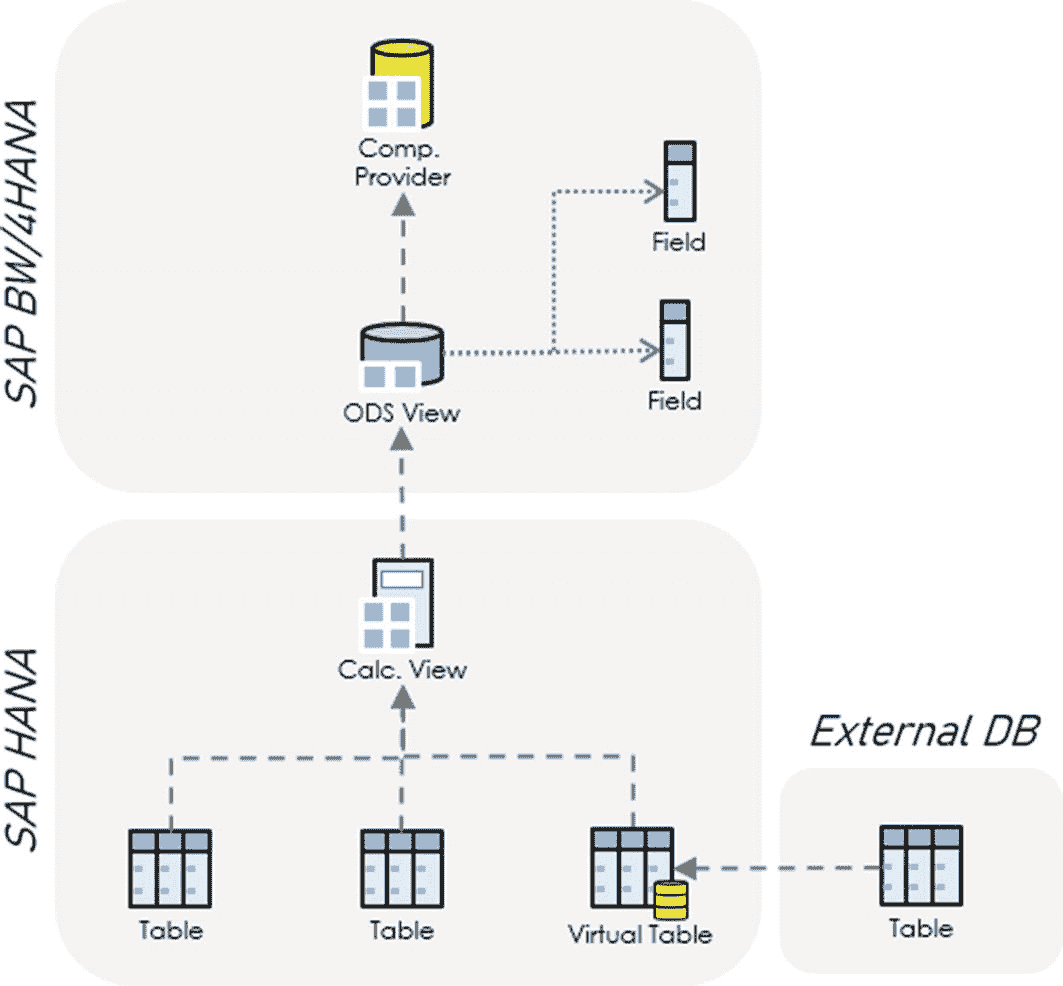 SAP BW/4HANA
Comp.
Provider
Field
ODS View
Field
SAP HANA
Calc. View
External DB
Table
Table
Virtual Table
Table